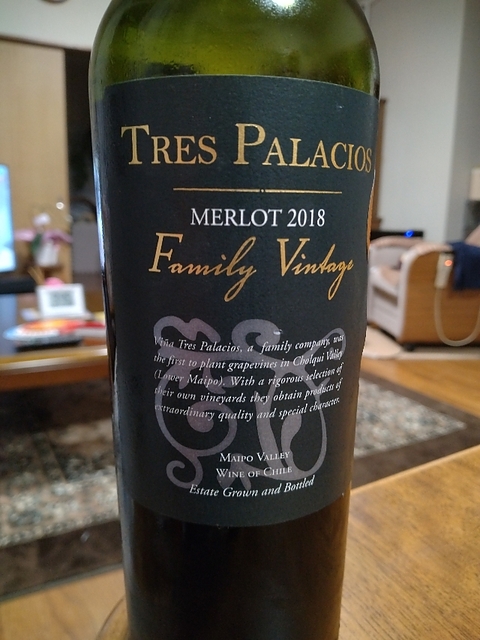 TRES PALACIOS
MERLOT 2018
Family Vintage
Viña Tres Palacios, a family company, was
the first to plant grapevines in Cholqui Valley
(Lower Maipo). With a rigorous selection of
their own vineyards they obtain products of
extraordinary quality and special character.
MAIPO VALLEY
WINE OF CHILE
Estate Grown and Bottled